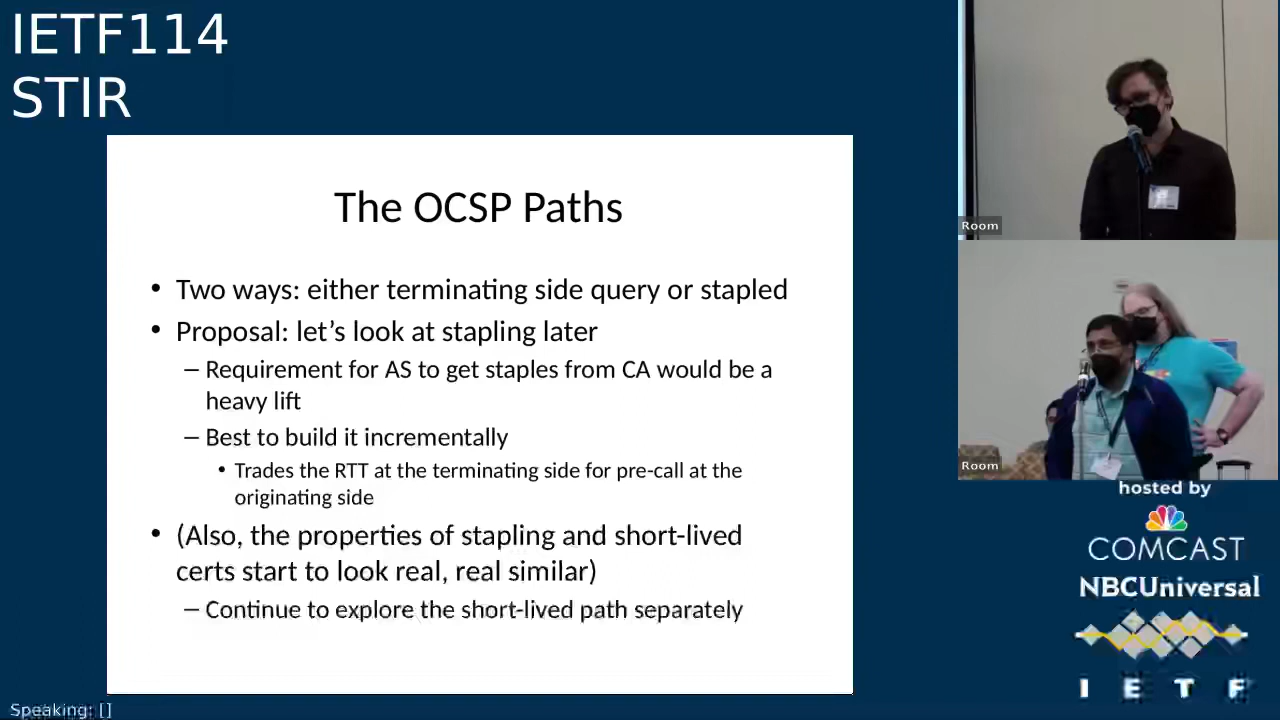 IETF114
STIR
The OCSP Paths
• Two ways: either terminating side query or stapled
• Proposal: let's look at stapling later
– Requirement for AS to get staples from CA would be a
heavy lift
– Best to build it incrementally
• Trades the RTT at the terminating side for pre-call at the
originating side
• (Also, the properties of stapling and short-lived
certs start to look real, real similar)
– Continue to explore the short-lived path separately
Room
Room
hosted by
COMCAST
NBCUniversal
I E T F
Speaking: []